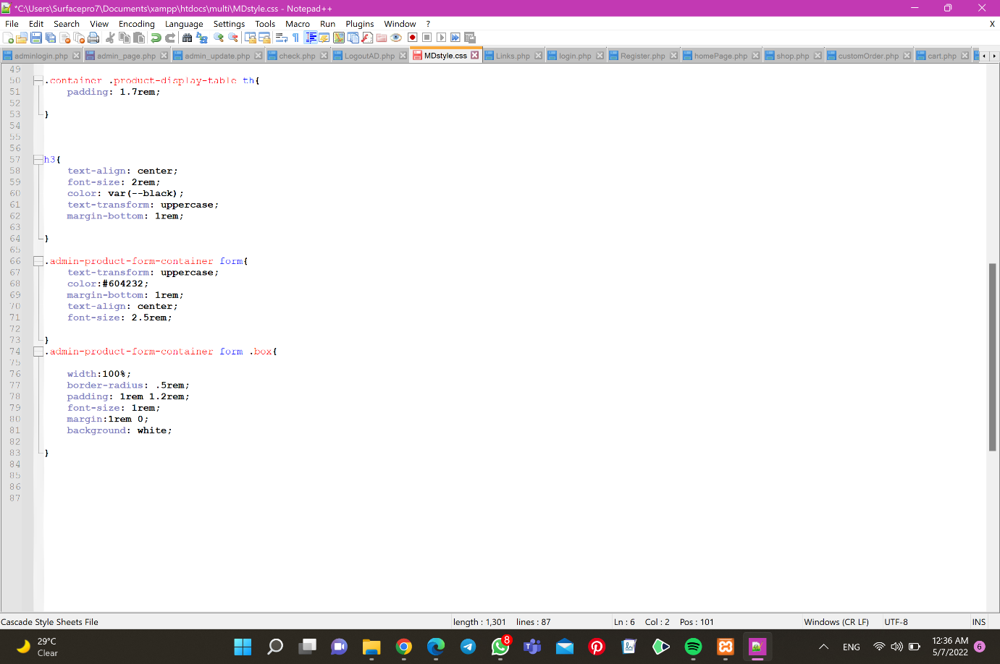 *C:\Users\Surfacepro7\Documents\xampp\htdocs\multi\MDstyle.css - Notepad++
File Edit Search View Encoding Language Settings Tools Macro Run Plugins Window ? X
adminlogin.php admin_page.php admin_update.php check.php LogoutAD.php MDstyle.css Links.php login.php Register.php homePage.php shop.php customOrder.php cart.php
49
50 .container .product-display-table th{
51 padding: 1.7rem;
52
53 }
54
55
56
57 h3{
58 text-align: center;
59 font-size: 2rem;
60 color: var(--black);
61 text-transform: uppercase;
62 margin-bottom: 1rem;
63
64 }
65
66 .admin-product-form-container form{
67 text-transform: uppercase;
68 color:#604232;
69 margin-bottom: 1rem;
70 text-align: center;
71 font-size: 2.5rem;
72
73 }
74 .admin-product-form-container form .box{
75
76 width:100%;
77 border-radius: .5rem;
78 padding: 1rem 1.2rem;
79 font-size: 1rem;
80 margin:1rem 0;
81 background: white;
82
83 }
84
85
86
87
Cascade Style Sheets File length : 1,301 lines : 87 Ln : 6 Col : 2 Pos : 101 Windows (CR LF) UTF-8 INS
29°C
Clear
8
ENG
12:36 AM
5/7/2022
6